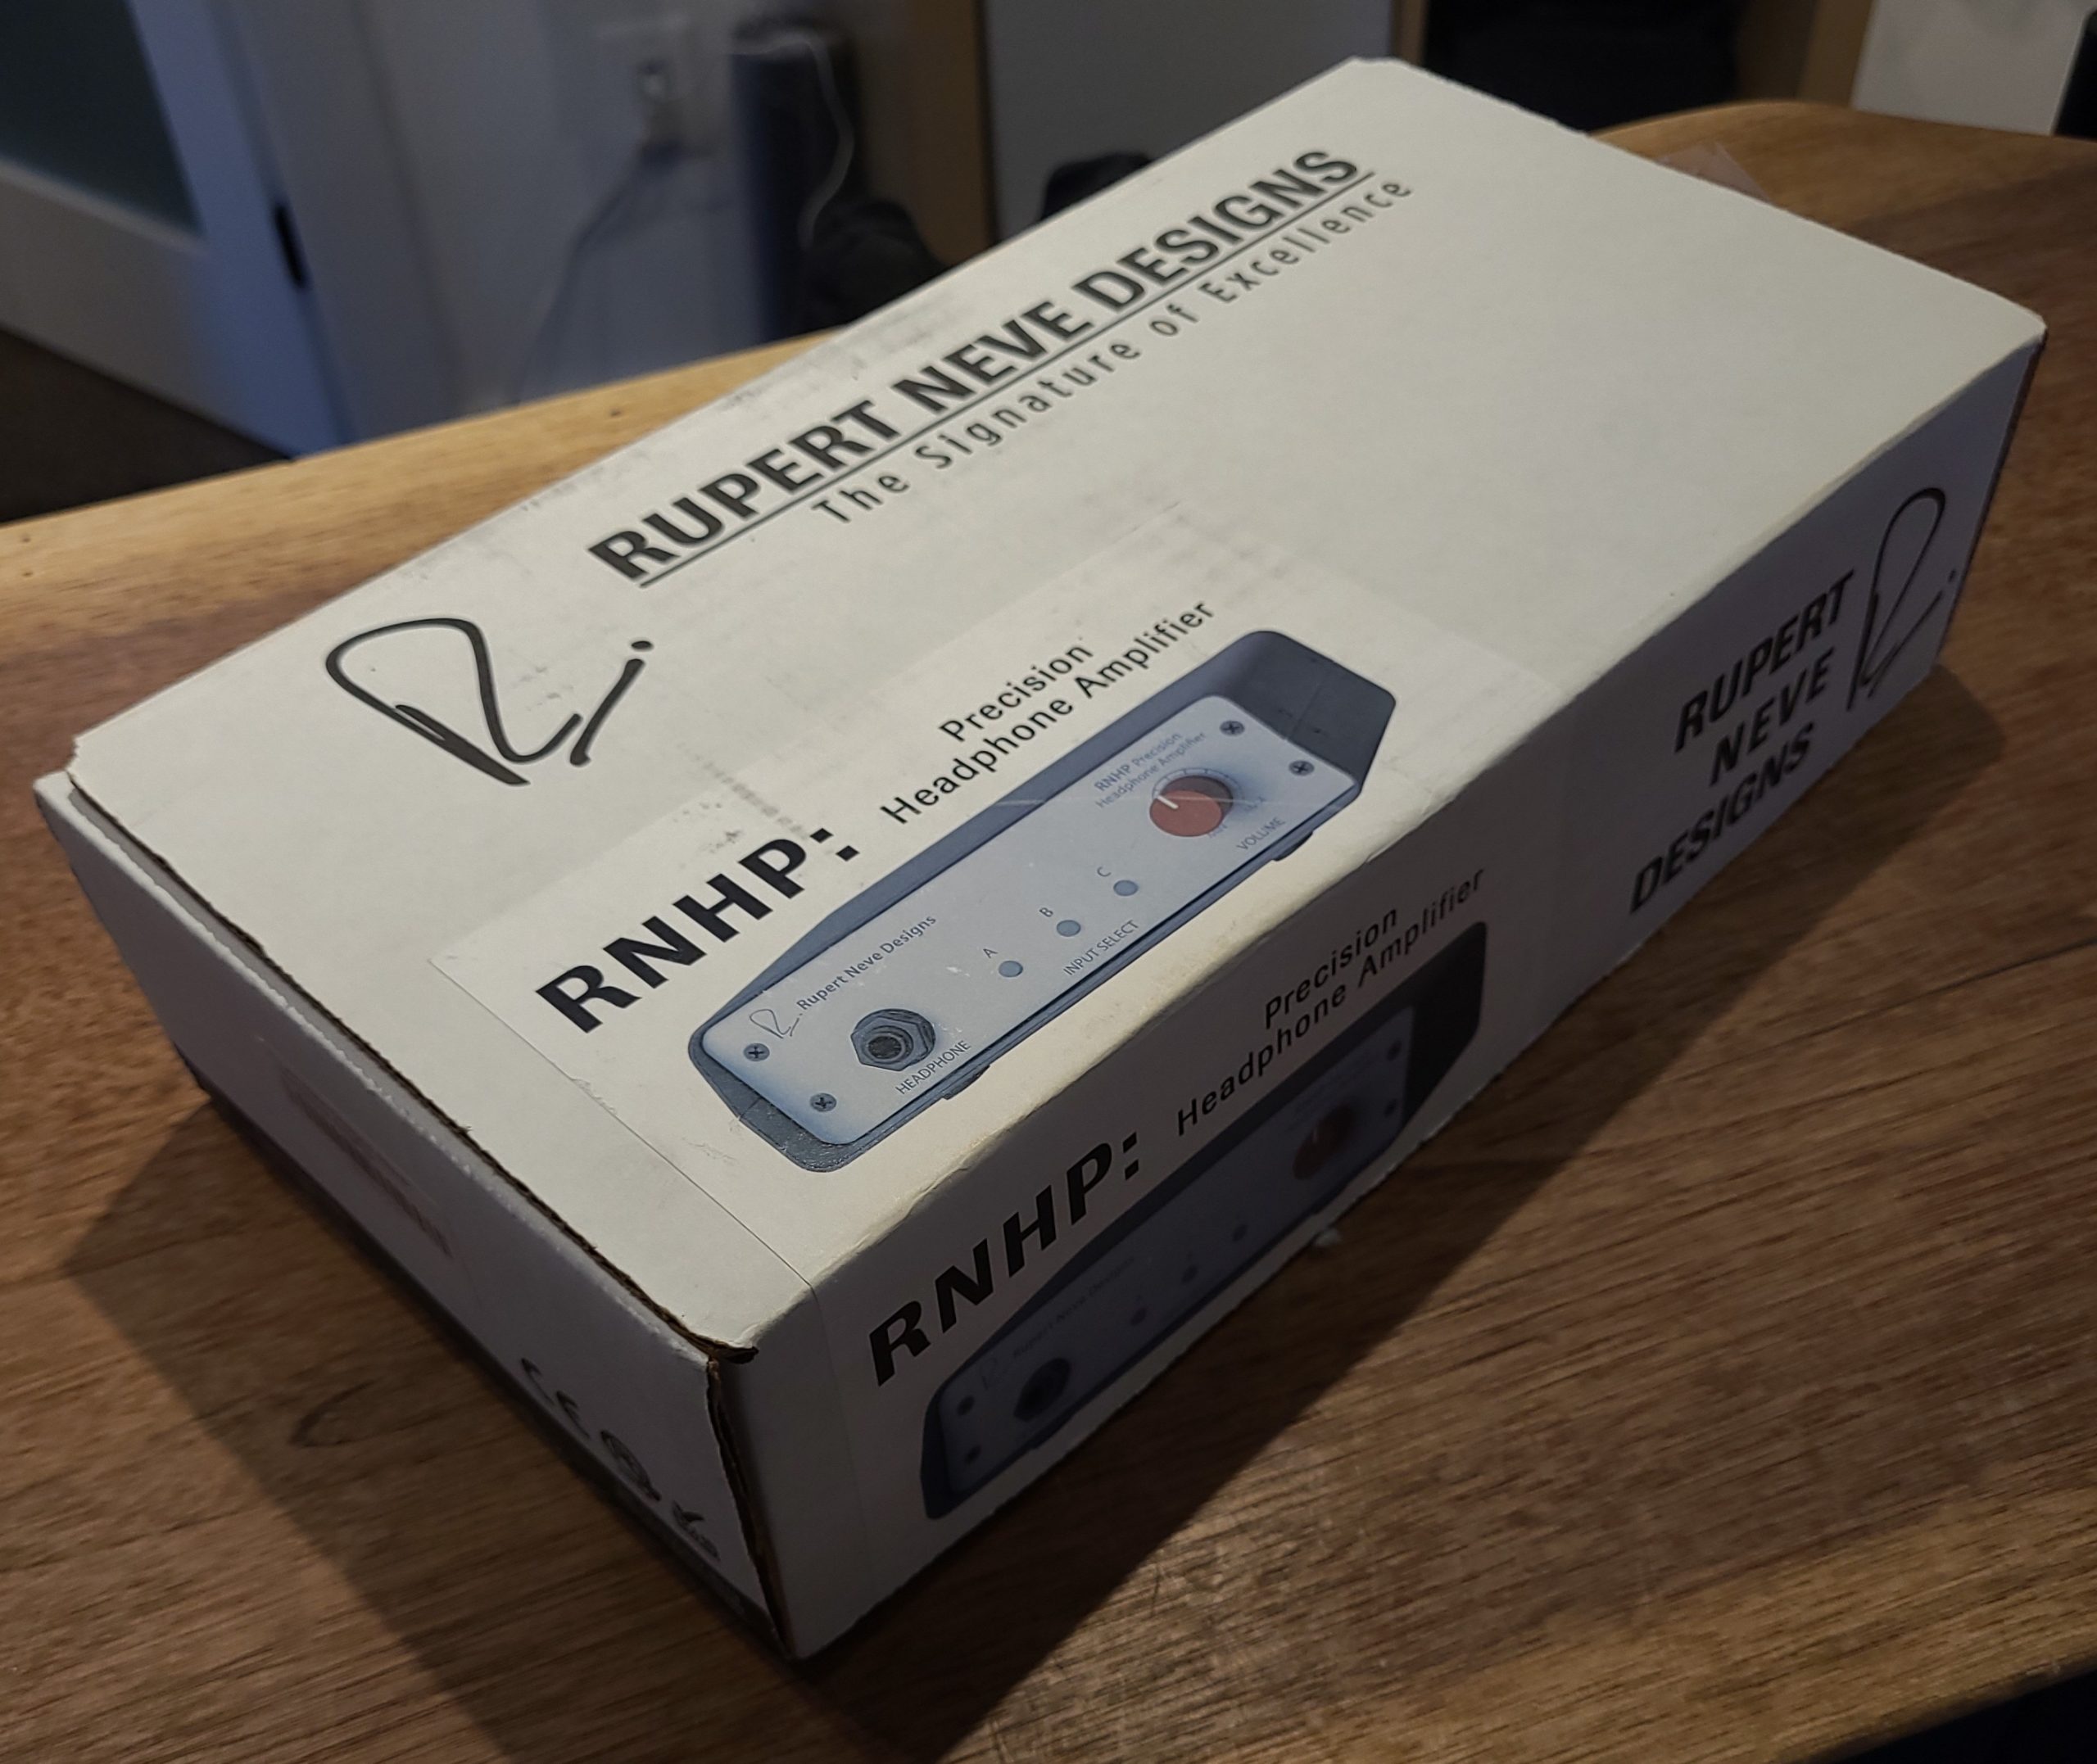 RUPERT NEVE DESIGNS
The Signature of Excellence
RNHP:
Precision
Headphone Amplifier
RNHP Precision
Headphone Amplifier
VOLUME
Rupert Neve Designs
A
B
C
INPUT SELECT
HEADPHONE
RNHP:
Precision
Headphone Amplifier
RUPERT
NEVE
DESIGNS
CE